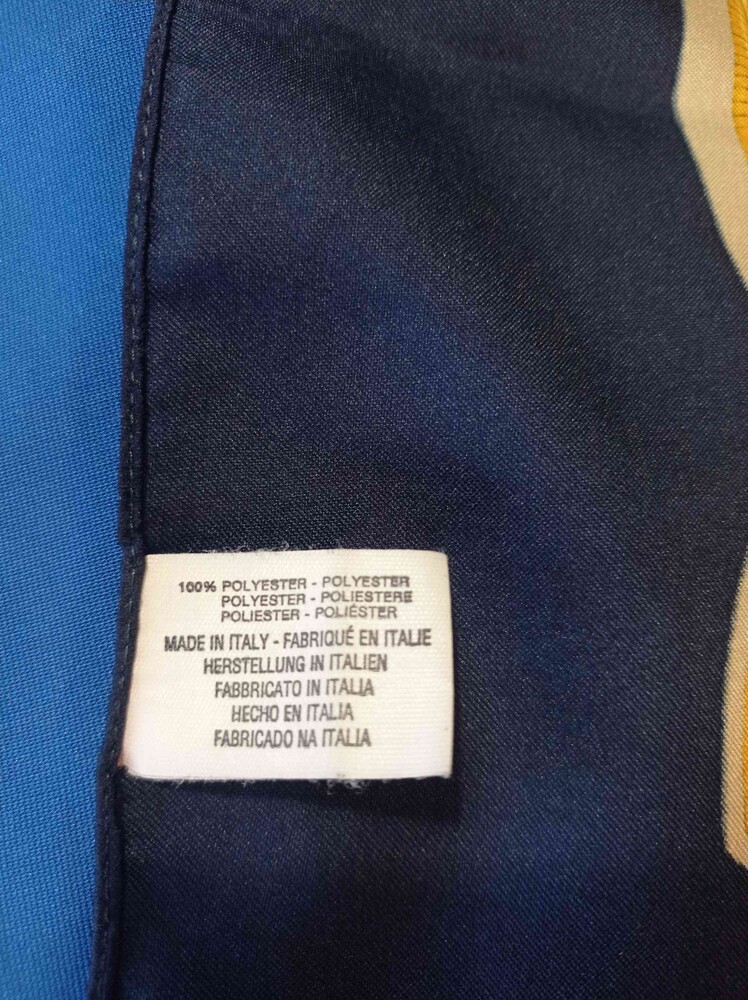 100% POLYESTER - POLYESTER
POLYESTER - POLIESTERE
POLIESTER - POLIÉSTER
MADE IN ITALY - FABRIQUÉ EN ITALIE
HERSTELLUNG IN ITALIEN
FABBRICATO IN ITALIA
HECHO EN ITALIA
FABRICADO NA ITALIA